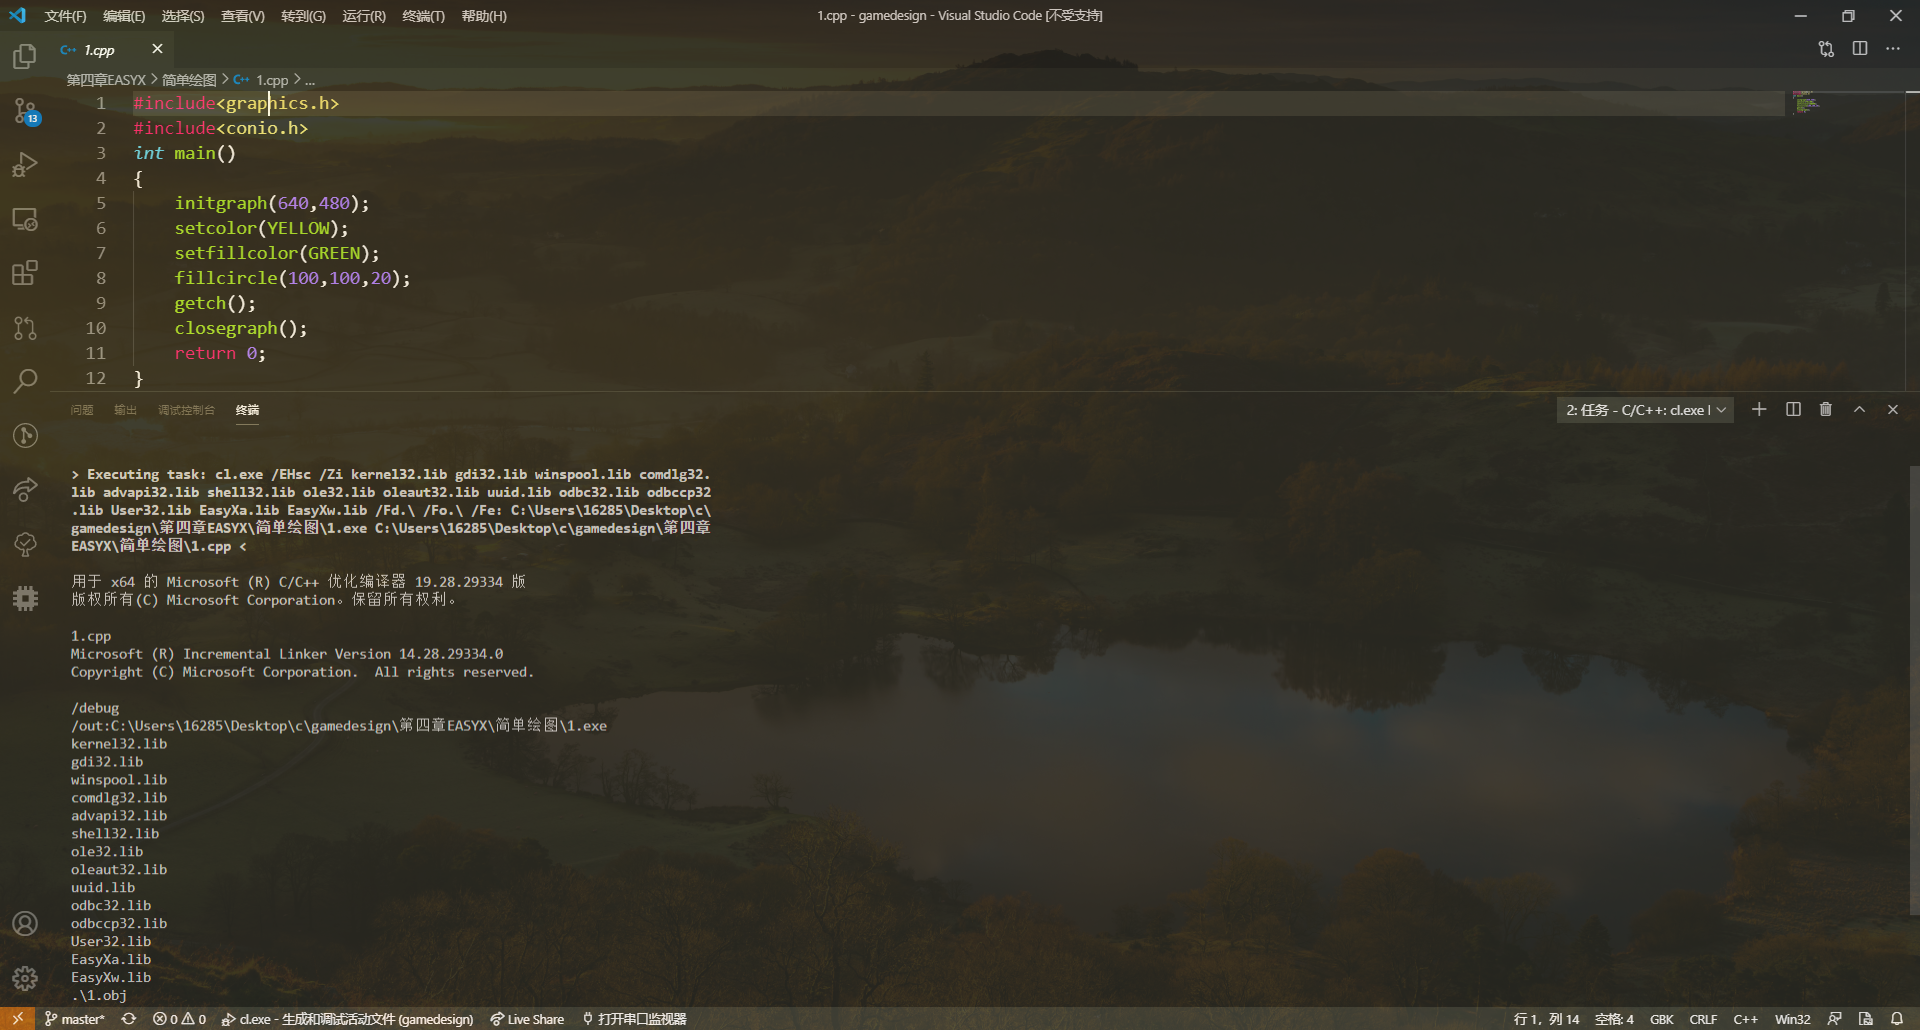 文件(F) 编辑(E) 选择(S) 查看(V) 转到(G) 运行(R) 终端(T) 帮助(H) 1.cpp - gamedesign - Visual Studio Code [不受支持]
C++ 1.cpp
第四章EASYX > 简单绘图 > C++ 1.cpp > ...
1 #include<graphics.h>
2 #include<conio.h>
3 int main()
4 {
5 initgraph(640,480);
6 setcolor(YELLOW);
7 setfillcolor(GREEN);
8 fillcircle(100,100,20);
9 getch();
10 closegraph();
11 return 0;
12 }
13
问题 输出 调试控制台 终端 2: 任务 - C/C++: cl.exe
> Executing task: cl.exe /EHsc /Zi kernel32.lib gdi32.lib winspool.lib comdlg32.
lib advapi32.lib shell32.lib ole32.lib oleaut32.lib uuid.lib odbc32.lib odbccp32
.lib User32.lib EasyXa.lib EasyXw.lib /Fd.\ /Fo.\ /Fe: C:\Users\16285\Desktop\c\
gamedesign\第四章EASYX\简单绘图\1.exe C:\Users\16285\Desktop\c\gamedesign\第四章
EASYX\简单绘图\1.cpp <
用于 x64 的 Microsoft (R) C/C++ 优化编译器 19.28.29334 版
版权所有(C) Microsoft Corporation。保留所有权利。
1.cpp
Microsoft (R) Incremental Linker Version 14.28.29334.0
Copyright (C) Microsoft Corporation.  All rights reserved.
/debug
/out:C:\Users\16285\Desktop\c\gamedesign\第四章EASYX\简单绘图\1.exe
kernel32.lib
gdi32.lib
winspool.lib
comdlg32.lib
advapi32.lib
shell32.lib
ole32.lib
oleaut32.lib
uuid.lib
odbc32.lib
odbccp32.lib
User32.lib
EasyXa.lib
EasyXw.lib
.\1.obj
master* 0 0 cl.exe - 生成和调试活动文件 (gamedesign) Live Share 打开串口监视器 行 1，列 14 空格: 4 GBK CRLF C++ Win32